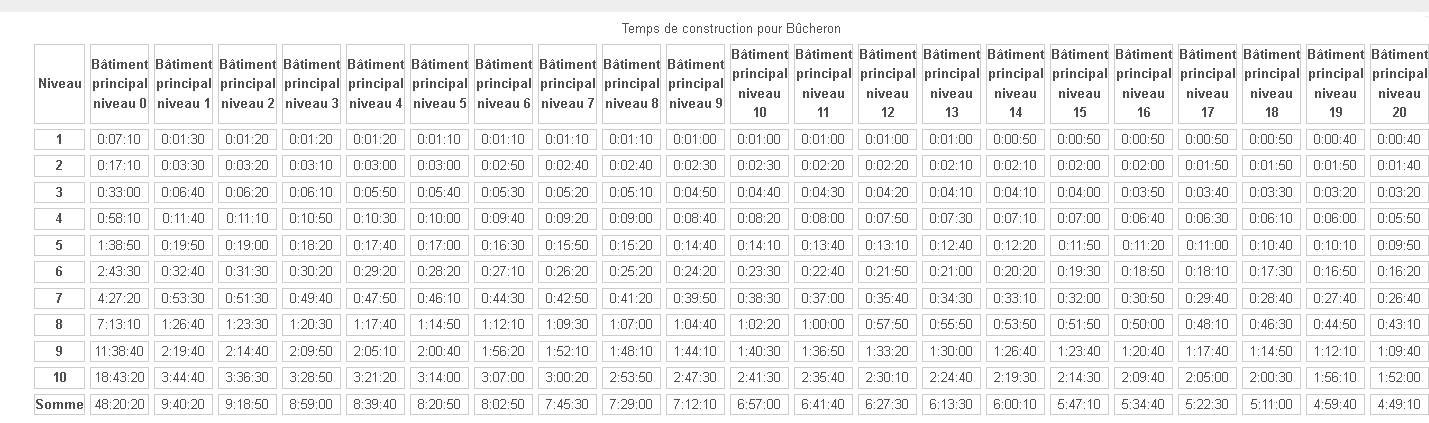 Temps de construction pour Bûcheron
Niveau Bâtiment principal niveau 0 Bâtiment principal niveau 1 Bâtiment principal niveau 2 Bâtiment principal niveau 3 Bâtiment principal niveau 4 Bâtiment principal niveau 5 Bâtiment principal niveau 6 Bâtiment principal niveau 7 Bâtiment principal niveau 8 Bâtiment principal niveau 9 Bâtiment principal niveau 10 Bâtiment principal niveau 11 Bâtiment principal niveau 12 Bâtiment principal niveau 13 Bâtiment principal niveau 14 Bâtiment principal niveau 15 Bâtiment principal niveau 16 Bâtiment principal niveau 17 Bâtiment principal niveau 18 Bâtiment principal niveau 19 Bâtiment principal niveau 20
1 0:07:10 0:01:30 0:01:20 0:01:20 0:01:20 0:01:10 0:01:10 0:01:10 0:01:10 0:01:00 0:01:00 0:01:00 0:01:00 0:01:00 0:00:50 0:00:50 0:00:50 0:00:50 0:00:50 0:00:40 0:00:40
2 0:17:10 0:03:30 0:03:20 0:03:10 0:03:00 0:03:00 0:02:50 0:02:40 0:02:40 0:02:30 0:02:30 0:02:20 0:02:20 0:02:10 0:02:10 0:02:00 0:02:00 0:01:50 0:01:50 0:01:50 0:01:40
3 0:33:00 0:06:40 0:06:20 0:06:10 0:05:50 0:05:40 0:05:30 0:05:20 0:05:10 0:04:50 0:04:40 0:04:30 0:04:20 0:04:10 0:04:10 0:04:00 0:03:50 0:03:40 0:03:30 0:03:20 0:03:20
4 0:58:10 0:11:40 0:11:10 0:10:50 0:10:30 0:10:00 0:09:40 0:09:20 0:09:00 0:08:40 0:08:20 0:08:00 0:07:50 0:07:30 0:07:10 0:07:00 0:06:40 0:06:30 0:06:10 0:06:00 0:05:50
5 1:38:50 0:19:50 0:19:00 0:18:20 0:17:40 0:17:00 0:16:30 0:15:50 0:15:20 0:14:40 0:14:10 0:13:40 0:13:10 0:12:40 0:12:20 0:11:50 0:11:20 0:11:00 0:10:40 0:10:10 0:09:50
6 2:43:30 0:32:40 0:31:30 0:30:20 0:29:20 0:28:20 0:27:10 0:26:20 0:25:20 0:24:20 0:23:30 0:22:40 0:21:50 0:21:00 0:20:20 0:19:30 0:18:50 0:18:10 0:17:30 0:16:50 0:16:20
7 4:27:20 0:53:30 0:51:30 0:49:40 0:47:50 0:46:10 0:44:30 0:42:50 0:41:20 0:39:50 0:38:30 0:37:00 0:35:40 0:34:30 0:33:10 0:32:00 0:30:50 0:29:40 0:28:40 0:27:40 0:26:40
8 7:13:10 1:26:40 1:23:30 1:20:30 1:17:40 1:14:50 1:12:10 1:09:30 1:07:00 1:04:40 1:02:20 1:00:00 0:57:50 0:55:50 0:53:50 0:51:50 0:50:00 0:48:10 0:46:30 0:44:50 0:43:10
9 11:38:40 2:19:40 2:14:40 2:09:50 2:05:10 2:00:40 1:56:20 1:52:10 1:48:10 1:44:10 1:40:30 1:36:50 1:33:20 1:30:00 1:26:40 1:23:40 1:20:40 1:17:40 1:14:50 1:12:10 1:09:40
10 18:43:20 3:44:40 3:36:30 3:28:50 3:21:20 3:14:00 3:07:00 3:00:20 2:53:50 2:47:30 2:41:30 2:35:40 2:30:10 2:24:40 2:19:30 2:14:30 2:09:40 2:05:00 2:00:30 1:56:10 1:52:00
Somme 48:20:20 9:40:20 9:18:50 8:59:00 8:39:40 8:20:50 8:02:50 7:45:30 7:29:00 7:12:10 6:57:00 6:41:40 6:27:30 6:13:30 6:00:10 5:47:10 5:34:40 5:22:30 5:11:00 4:59:40 4:49:10